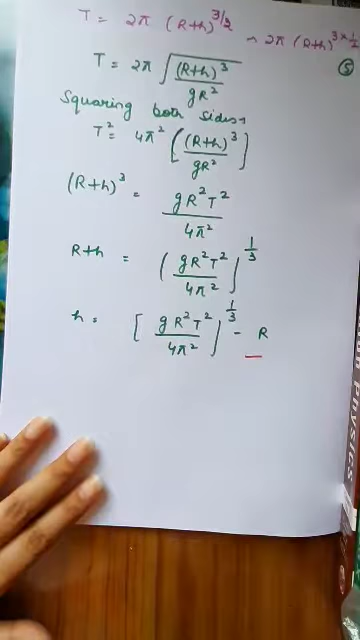 T = 2π (R+h)^3/2 ~ 2π (R+h)^3×1/2
T = 2π √((R+h)^3 / gR^2) ⑤
Squaring both sides,
T^2 = 4π^2 ((R+h)^3 / gR^2)
(R+h)^3 = gR^2T^2 / 4π^2
R+h = (gR^2T^2 / 4π^2)^1/3
h = [gR^2T^2 / 4π^2]^1/3 - R
PHYSICS